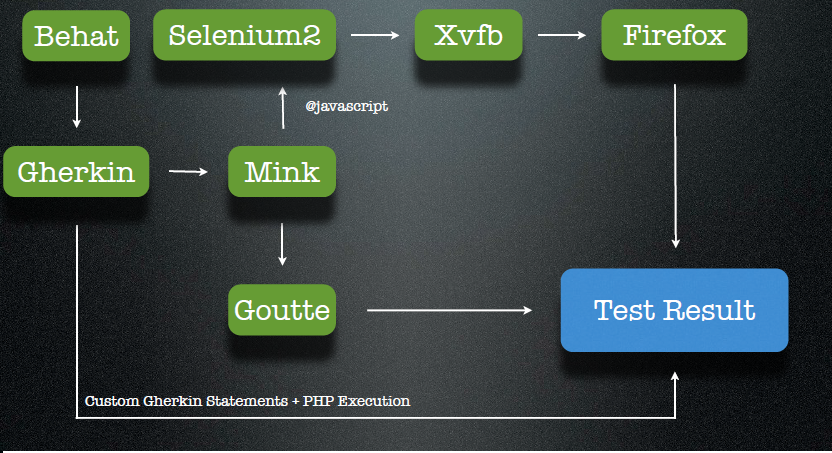 Behat
Selenium2
Xvfb
Firefox
@javascript
Gherkin
Mink
Goutte
Test Result
Custom Gherkin Statements + PHP Execution